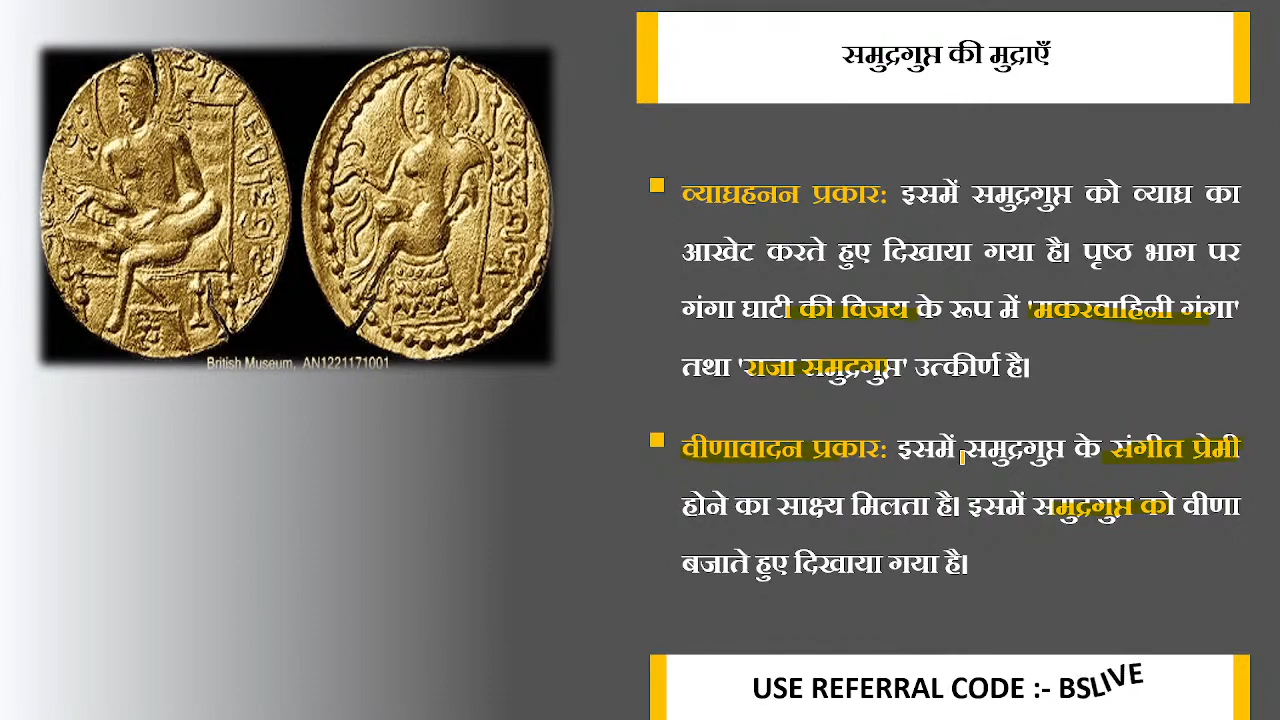 समुद्रगुप्त की मुद्राएँ
व्याघ्रहनन प्रकार: इसमें समुद्रगुप्त को व्याघ्र का
आखेट करते हुए दिखाया गया है। पृष्ठ भाग पर
गंगा घाटी की विजय के रूप में 'मकरवाहिनी गंगा'
तथा 'राजा समुद्रगुप्त' उत्कीर्ण है।
वीणावादन प्रकार: इसमें समुद्रगुप्त के संगीत प्रेमी
होने का साक्ष्य मिलता है। इसमें समुद्रगुप्त को वीणा
बजाते हुए दिखाया गया है।
British Museum, AN1221171001
USE REFERRAL CODE :- BSLIVE